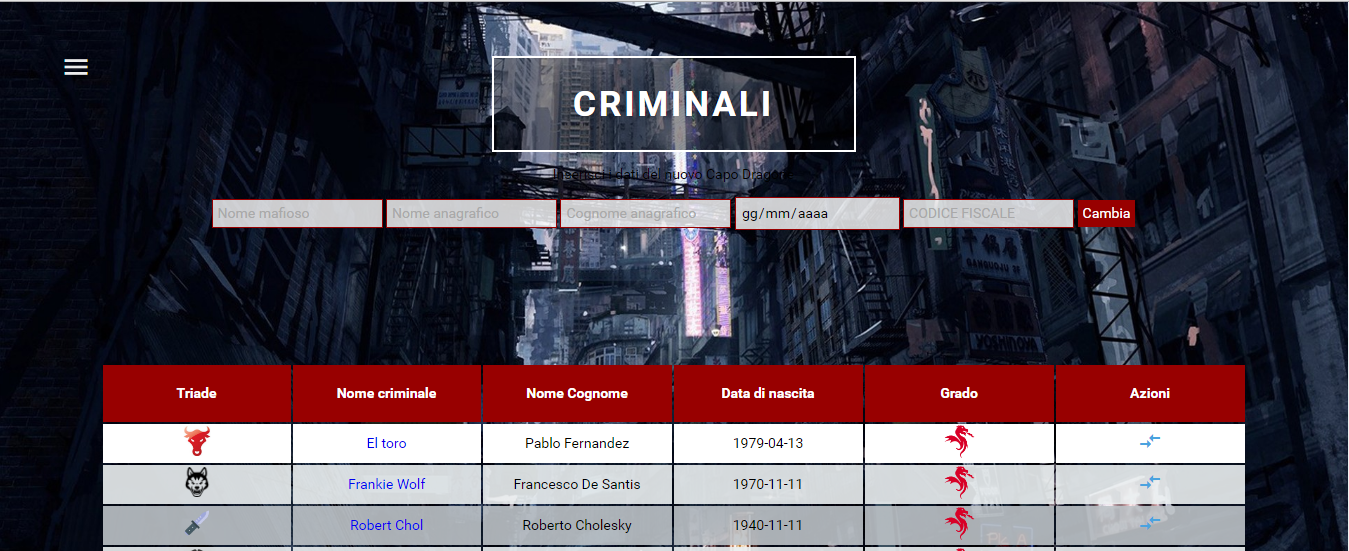 CRIMINALI
Inserisci i dati del nuovo Capo Dragone
Nome mafioso Nome anagrafico Cognome anagrafico gg/mm/aaaa CODICE FISCALE Cambia
Triade Nome criminale Nome Cognome Data di nascita Grado Azioni
El toro Pablo Fernandez 1979-04-13
Frankie Wolf Francesco De Santis 1970-11-11
Robert Chol Roberto Cholesky 1940-11-11